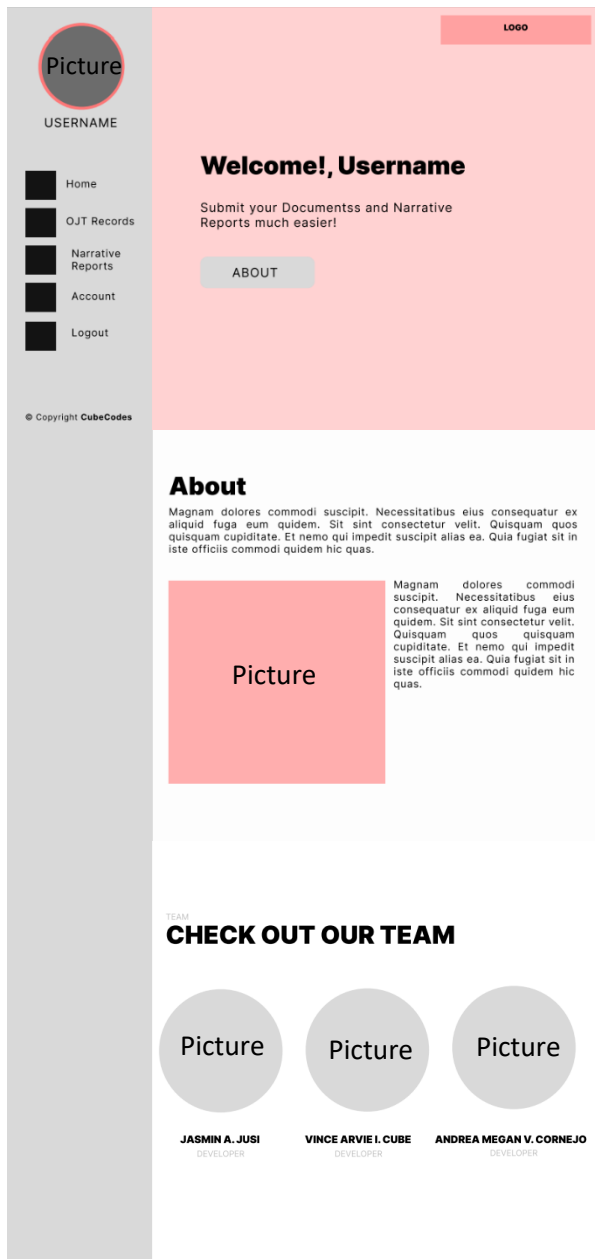 Picture
USERNAME
Home
OJT Records
Narrative
Reports
Account
Logout
© Copyright CubeCodes
LOGO
Welcome!, Username
Submit your Documentss and Narrative
Reports much easier!
ABOUT
About
Magnam dolores commodi suscipit. Necessitatibus eius consequatur ex
aliquid fuga eum quidem. Sit sint consectetur velit. Quisquam quos
quisquam cupiditate. Et nemo qui impedit suscipit alias ea. Quia fugiat sit in
iste officiis commodi quidem hic quas.
Picture
Magnam dolores commodi
suscipit. Necessitatibus eius
consequatur ex aliquid fuga eum
quidem. Sit sint consectetur velit.
Quisquam quos quisquam
cupiditate. Et nemo qui impedit
suscipit alias ea. Quia fugiat sit in
iste officiis commodi quidem hic
quas.
TEAM
CHECK OUT OUR TEAM
Picture
Picture
Picture
JASMIN A. JUSI
DEVELOPER
VINCE ARVIE I. CUBE
DEVELOPER
ANDREA MEGAN V. CORNEJO
DEVELOPER